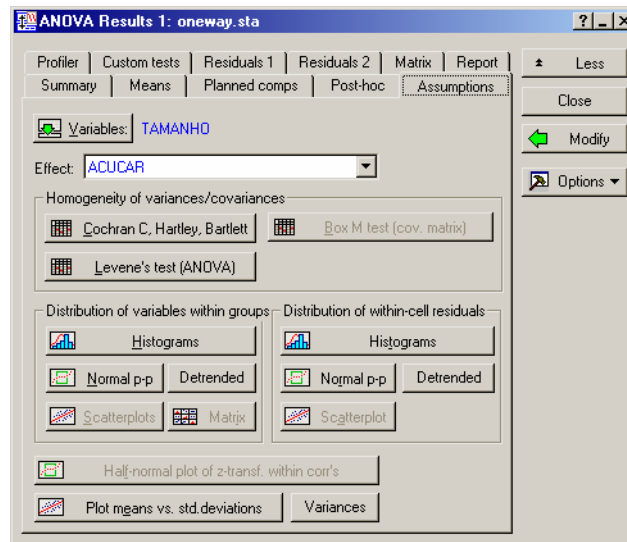 ANOVA Results 1: oneway.sta
Profiler Custom tests Residuals 1 Residuals 2 Matrix Report
Summary Means Planned comps Post-hoc Assumptions
Less
Close
Modify
Options
Variables: TAMANHO
Effect: ACUCAR
Homogeneity of variances/covariances
Cochran C, Hartley, Bartlett Box M test (cov. matrix)
Levene's test (ANOVA)
Distribution of variables within groups Distribution of within-cell residuals
Histograms Histograms
Normal p-p Detrended Normal p-p Detrended
Scatterplots Matrix Scatterplot
Half-normal plot of z-transf. within corr's
Plot means vs. std.deviations Variances